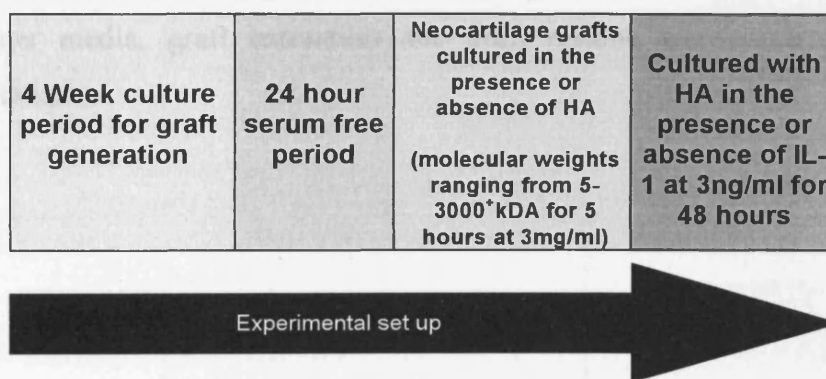 4 Week culture
period for graft
generation
24 hour
serum free
period
Neocartilage grafts
cultured in the
presence or
absence of HA
(molecular weights
ranging from 5-
3000⁺kDA for 5
hours at 3mg/ml)
Cultured with
HA in the
presence or
absence of IL-
1 at 3ng/ml for
48 hours
Experimental set up